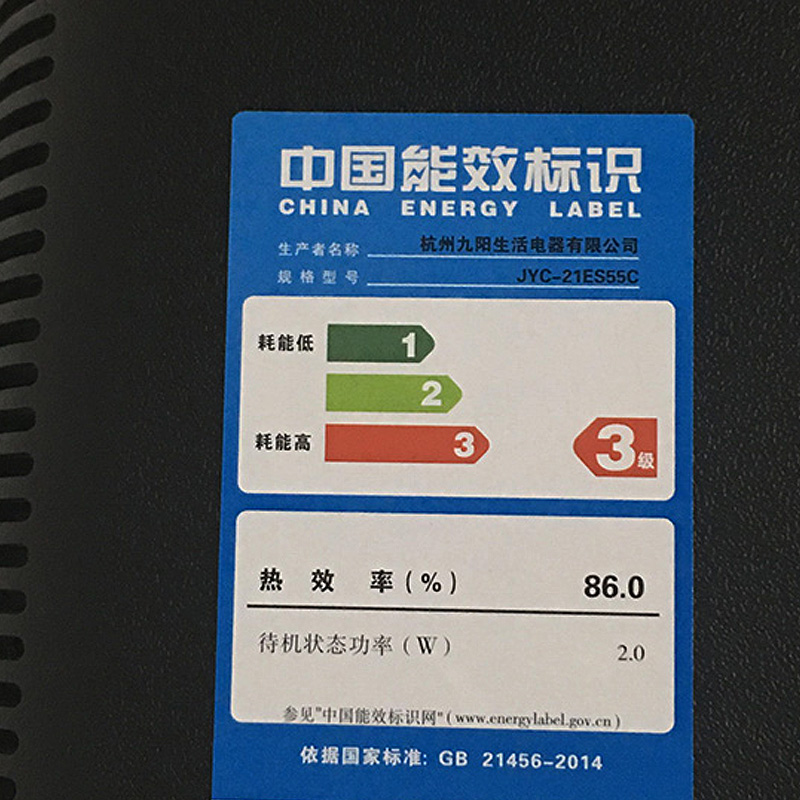 中国能效标识
CHINA ENERGY LABEL
生产者名称 杭州九阳生活电器有限公司
规格型号 JYC-21ES55C
耗能低 1
2
耗能高 3 3级
热效率(%) 86.0
待机状态功率(W) 2.0
参见"中国能效标识网"(www.energylabel.gov.cn)
依据国家标准: GB 21456-2014